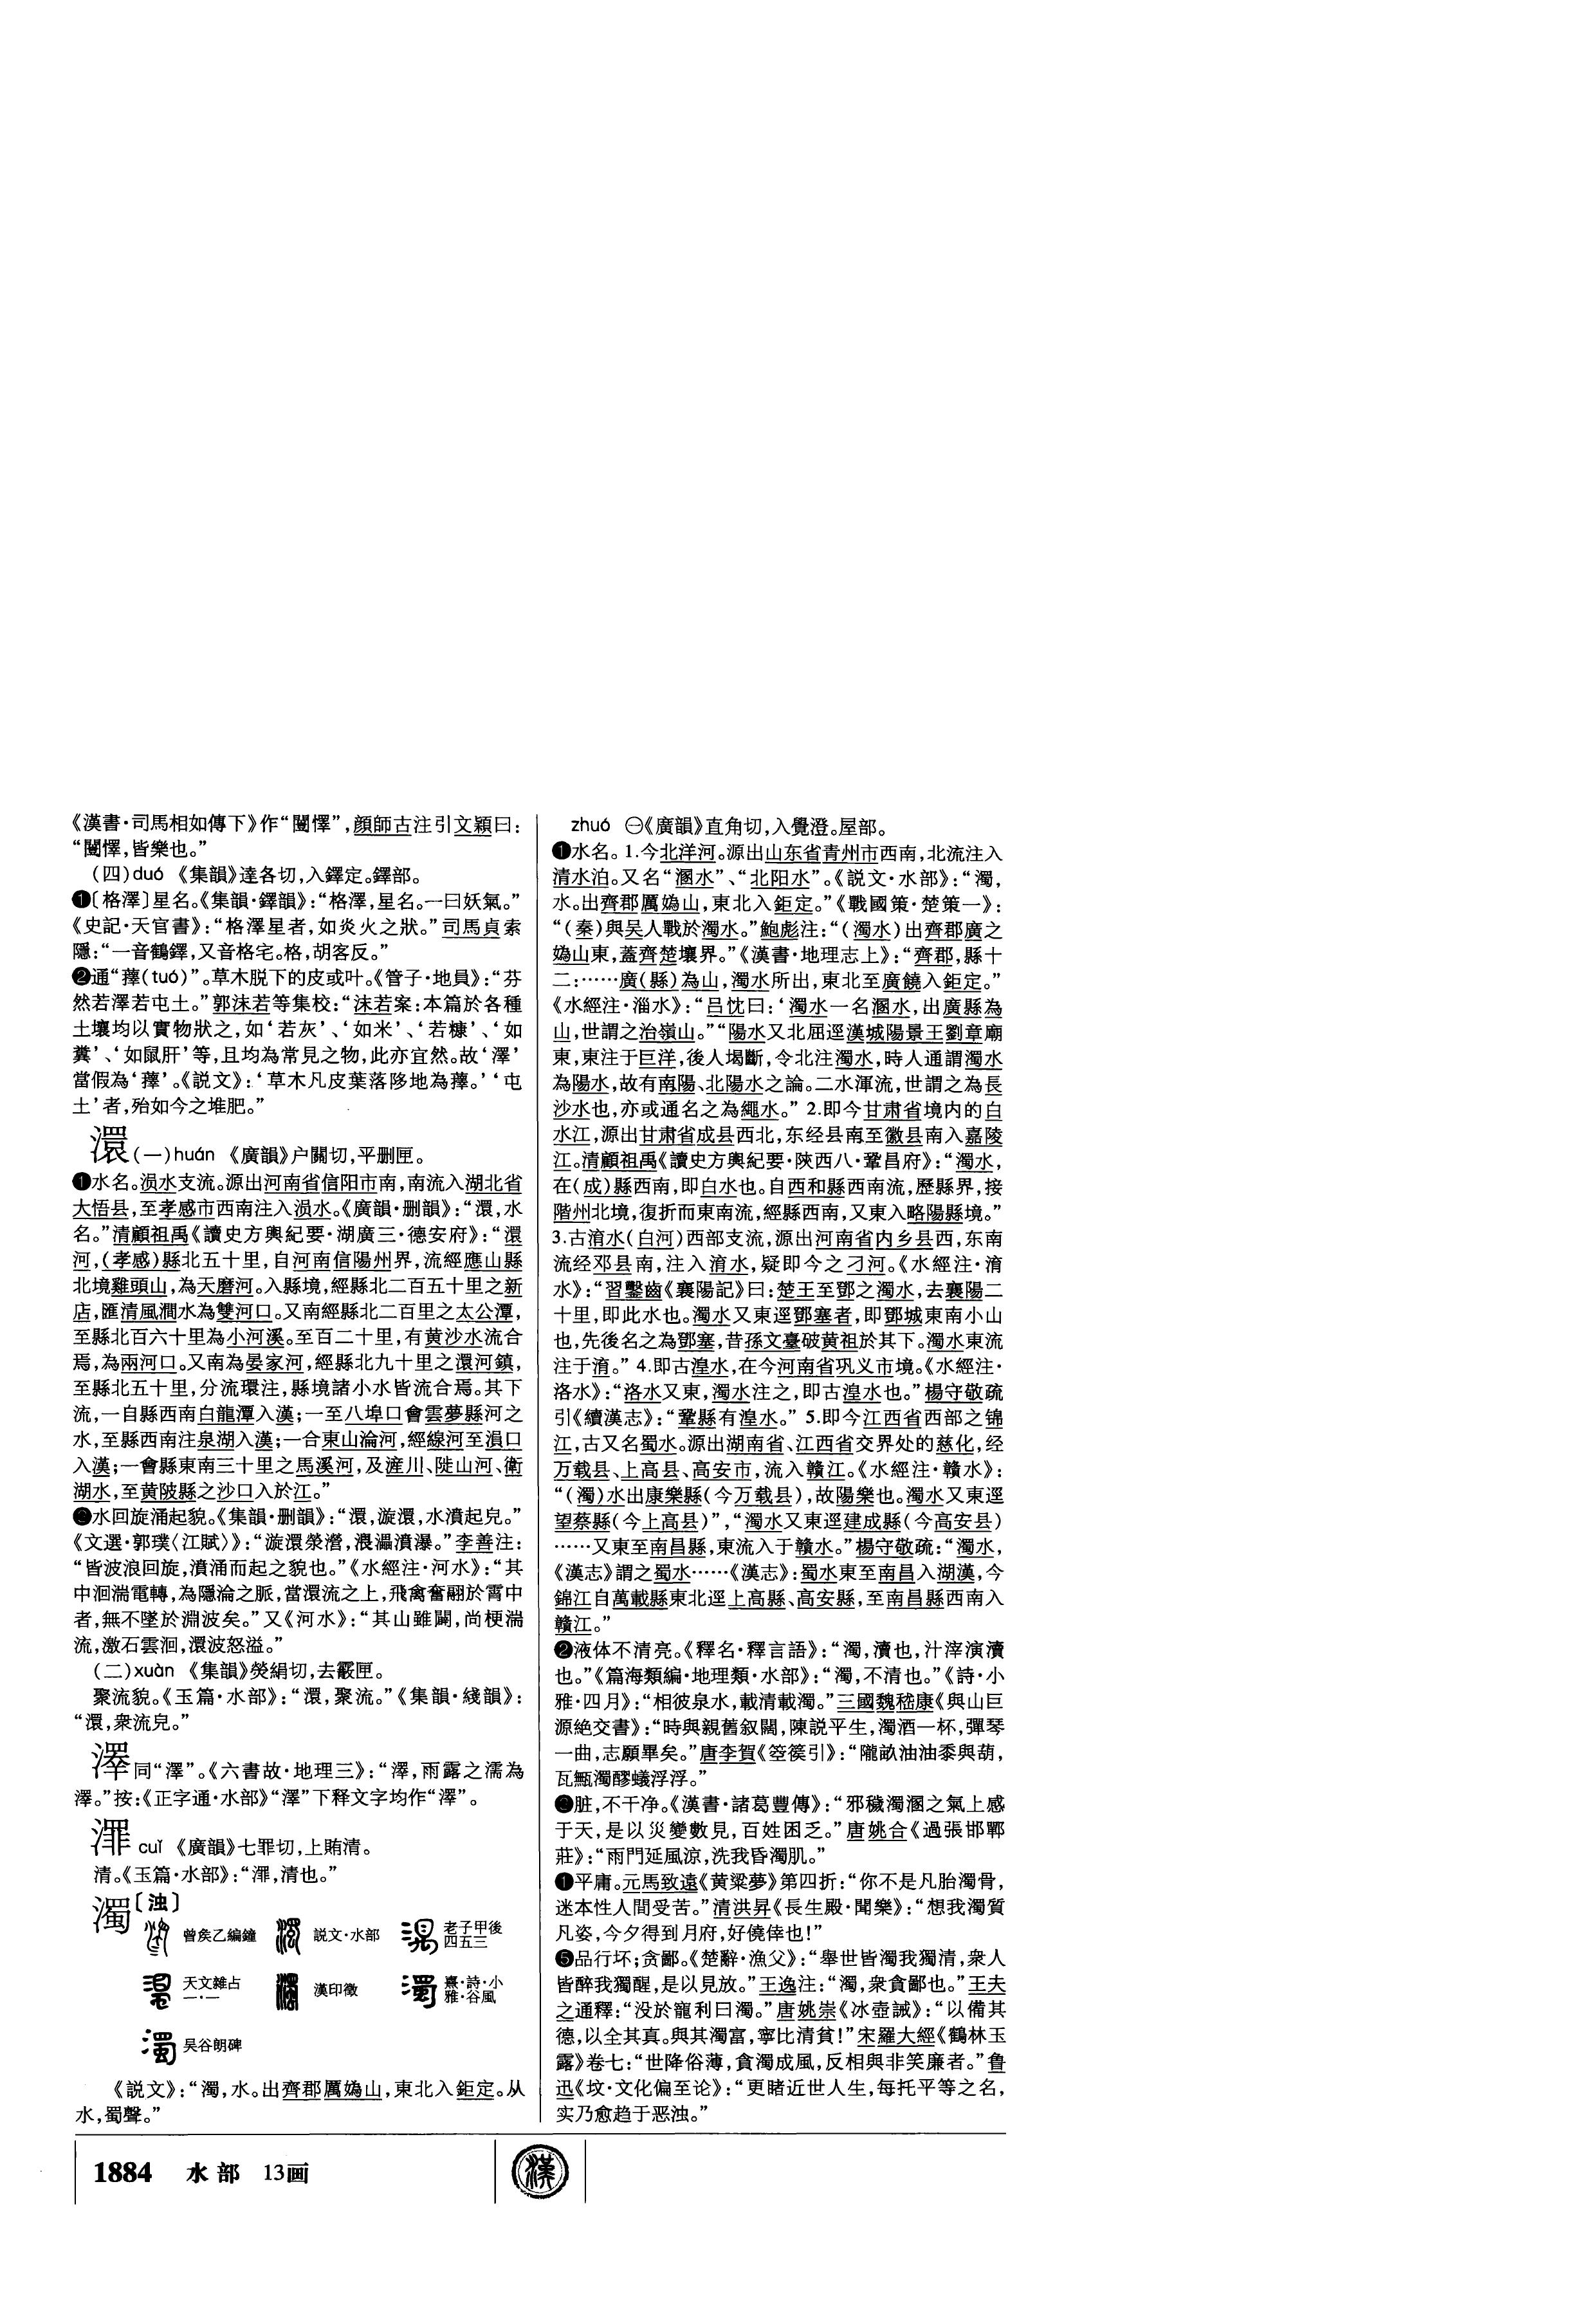 《漢書·司馬相如傳下》作“闓懌”,顔師古注引文穎曰:
“闓懌,皆樂也。”
(四)duó 《集韻》達各切,入鐸定。鐸部。
❶〔格澤〕星名。《集韻·鐸韻》:“格澤,星名。一曰妖氣。”
《史記·天官書》:“格澤星者,如炎火之狀。”司馬貞索
隱:“一音鶴鐸,又音格宅。格,胡客反。”
❷通“蘀(tuó)”。草木脱下的皮或叶。《管子·地員》:“芬
然若澤若屯土。”郭沫若等集校:“沫若案:本篇於各種
土壤均以實物狀之,如‘若灰’、‘如米’、‘若糠’、‘如
糞’、‘如鼠肝’等,且均為常見之物,此亦宜然。故‘澤’
當假為‘蘀’。《説文》:‘草木凡皮葉落陊地為蘀。’‘屯
土’者,殆如今之堆肥。”
澴(一)huán 《廣韻》户關切,平删匣。
❶水名。涢水支流。源出河南省信阳市南,南流入湖北省
大悟县,至孝感市西南注入涢水。《廣韻·删韻》:“澴,水
名。”清顧祖禹《讀史方輿紀要·湖廣三·德安府》:“澴
河,(孝感)縣北五十里,自河南信陽州界,流經應山縣
北境雞頭山,為天磨河。入縣境,經縣北二百五十里之新
店,匯清風澗水為雙河口。又南經縣北二百里之太公潭,
至縣北百六十里為小河溪。至百二十里,有黄沙水流合
焉,為兩河口。又南為晏家河,經縣北九十里之澴河鎮,
至縣北五十里,分流環注,縣境諸小水皆流合焉。其下
流,一自縣西南白龍潭入漢;一至八埠口會雲夢縣河之
水,至縣西南注泉湖入漢;一合東山淪河,經線河至溳口
入漢;一會縣東南三十里之馬溪河,及滻川、陡山河、衛
湖水,至黄陂縣之沙口入於江。”
❷水回旋涌起貌。《集韻·删韻》:“澴,漩澴,水濆起皃。”
《文選·郭璞〈江賦〉》:“漩澴滎瀯,渨㵽濆瀑。”李善注:
“皆波浪回旋,濆涌而起之貌也。”《水經注·河水》:“其
中洄湍電轉,為隱淪之脈,當澴流之上,飛禽奮翮於霄中
者,無不墜於淵波矣。”又《河水》:“其山雖闢,尚梗湍
流,激石雲洄,澴波怒溢。”
(二)xuàn 《集韻》熒絹切,去霰匣。
聚流貌。《玉篇·水部》:“澴,聚流。”《集韻·綫韻》:
“澴,衆流皃。”
同“澤”。《六書故·地理三》:“澤,雨露之濡為
澤。”按:《正字通·水部》“澤”下释文字均作“澤”。
㵏 cuǐ 《廣韻》七罪切,上賄清。
清。《玉篇·水部》:“㵏,清也。”
濁〔浊〕
曾矦乙編鐘 説文·水部 老子甲後
四五三
天文雜占
一·一 漢印徵 熹·詩·小
雅·谷風
吴谷朗碑
《説文》:“濁,水。出齊郡厲嬀山,東北入鉅定。从
水,蜀聲。”
zhuó ㊀《廣韻》直角切,入覺澄。屋部。
❶水名。1.今北洋河。源出山东省青州市西南,北流注入
清水泊。又名“溷水”、“北阳水”。《説文·水部》:“濁,
水。出齊郡厲嬀山,東北入鉅定。”《戰國策·楚策一》:
“(秦)與吴人戰於濁水。”鮑彪注:“(濁水)出齊郡廣之
嬀山東,蓋齊楚壤界。”《漢書·地理志上》:“齊郡,縣十
二:……廣(縣)為山,濁水所出,東北至廣饒入鉅定。”
《水經注·淄水》:“吕忱曰:‘濁水一名溷水,出廣縣為
山,世謂之治嶺山。”“陽水又北屈逕漢城陽景王劉章廟
東,東注于巨洋,後人堨斷,令北注濁水,時人通謂濁水
為陽水,故有南陽、北陽水之論。二水渾流,世謂之為長
沙水也,亦或通名之為繩水。” 2.即今甘肃省境内的白
水江,源出甘肃省成县西北,东经县南至徽县南入嘉陵
江。清顧祖禹《讀史方輿紀要·陝西八·鞏昌府》:“濁水,
在(成)縣西南,即白水也。自西和縣西南流,歷縣界,接
階州北境,復折而東南流,經縣西南,又東入略陽縣境。”
3.古淯水(白河)西部支流,源出河南省内乡县西,东南
流经邓县南,注入淯水,疑即今之刁河。《水經注·淯
水》:“習鑿齒《襄陽記》曰:楚王至鄧之濁水,去襄陽二
十里,即此水也。濁水又東逕鄧塞者,即鄧城東南小山
也,先後名之為鄧塞,昔孫文臺破黄祖於其下。濁水東流
注于淯。” 4.即古湟水,在今河南省巩义市境。《水經注·
洛水》:“洛水又東,濁水注之,即古湟水也。”楊守敬疏
引《續漢志》:“鞏縣有湟水。” 5.即今江西省西部之锦
江,古又名蜀水。源出湖南省、江西省交界处的慈化,经
万载县、上高县、高安市,流入赣江。《水經注·贛水》:
“(濁)水出康樂縣(今万载县),故陽樂也。濁水又東逕
望蔡縣(今上高县)”,“濁水又東逕建成縣(今高安县)
……又東至南昌縣,東流入于贛水。”楊守敬疏:“濁水,
《漢志》謂之蜀水……《漢志》:蜀水東至南昌入湖漢,今
錦江自萬載縣東北逕上高縣、高安縣,至南昌縣西南入
贛江。”
❷液体不清亮。《釋名·釋言語》:“濁,瀆也,汁滓演瀆
也。”《篇海類編·地理類·水部》:“濁,不清也。”《詩·小
雅·四月》:“相彼泉水,載清載濁。”三國魏嵇康《與山巨
源絶交書》:“時與親舊叙闊,陳説平生,濁酒一杯,彈琴
一曲,志願畢矣。”唐李賀《箜篌引》:“隴畝油油黍與葫,
瓦甒濁醪蟻浮浮。”
❸脏,不干净。《漢書·諸葛豐傳》:“邪穢濁溷之氣上感
于天,是以災變數見,百姓困乏。”唐姚合《過張邯鄲
莊》:“雨門延風涼,洗我昏濁肌。”
❶平庸。元馬致遠《黄粱夢》第四折:“你不是凡胎濁骨,
迷本性人間受苦。”清洪昇《長生殿·聞樂》:“想我濁質
凡姿,今夕得到月府,好僥倖也!”
❺品行坏;贪鄙。《楚辭·漁父》:“舉世皆濁我獨清,衆人
皆醉我獨醒,是以見放。”王逸注:“濁,衆貪鄙也。”王夫
之通釋:“没於寵利曰濁。”唐姚崇《冰壺誡》:“以備其
德,以全其真。與其濁富,寧比清貧!”宋羅大經《鶴林玉
露》卷七:“世降俗薄,貪濁成風,反相與非笑廉者。”鲁
迅《坟·文化偏至论》:“更睹近世人生,每托平等之名,
实乃愈趋于恶浊。”
1884 水部 13画
漢